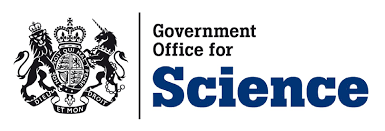 Government
Office for
Science
DIEU ET MON DROIT